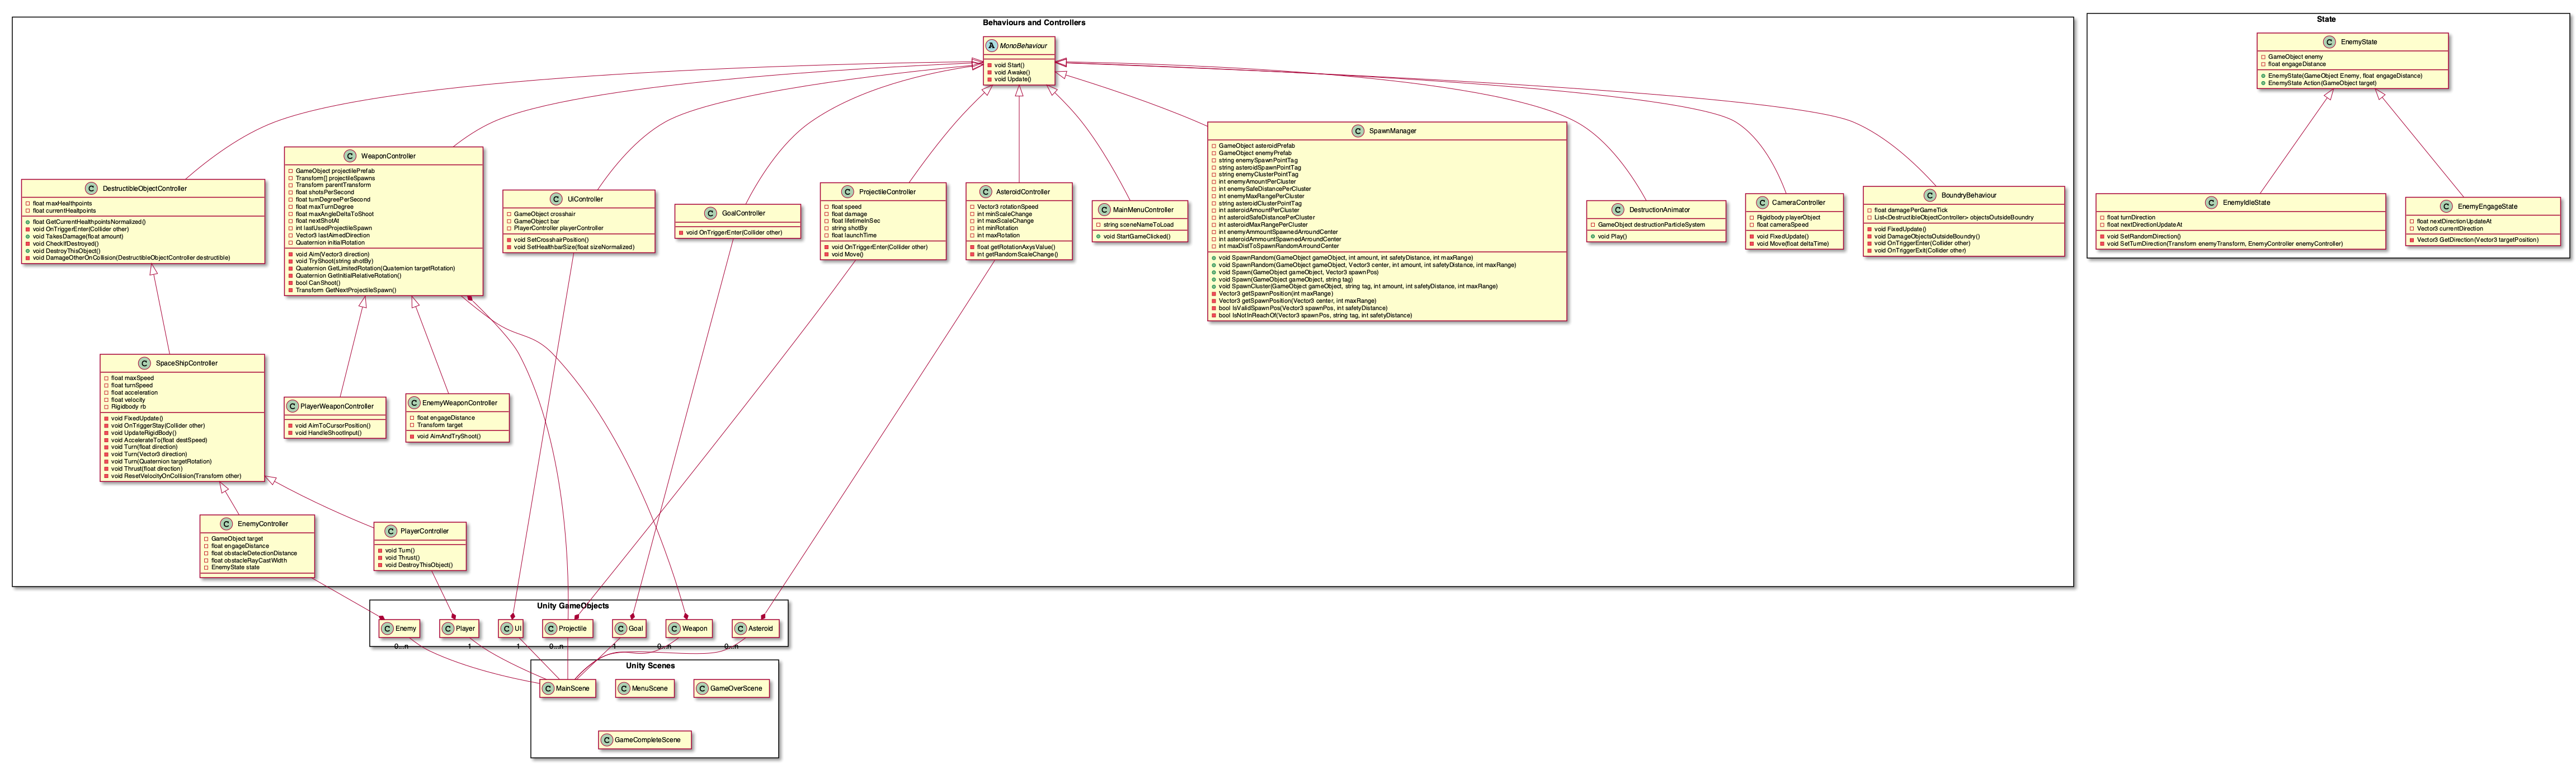 Behaviours and Controllers
MonoBehaviour
void Start()
void Awake()
void Update()
DestructibleObjectController
float maxHealthpoints
float currentHealtpoints
float GetCurrentHealthpointsNormalized()
void OnTriggerEnter(Collider other)
void TakesDamage(float amount)
void CheckIfDestroyed()
void DestroyThisObject()
void DamageOtherOnCollision(DestructibleObjectController destructible)
WeaponController
GameObject projectilePrefab
Transform[] projectileSpawns
Transform parentTransform
float shotsPerSecond
float turnDegreePerSecond
float maxTurnDegree
float maxAngleDeltaToShoot
float nextShotAt
int lastUsedProjectileSpawn
Vector3 lastAimedDirection
Quaternion initialRotation
void Aim(Vector3 direction)
void TryShoot(string shotBy)
Quaternion GetLimitedRotation(Quaternion targetRotation)
Quaternion GetInitialRelativeRotation()
bool CanShoot()
Transform GetNextProjectileSpawn()
UiController
GameObject crosshair
GameObject bar
PlayerController playerController
void SetCrosshairPosition()
void SetHealthbarSize(float sizeNormalized)
GoalController
void OnTriggerEnter(Collider other)
ProjectileController
float speed
float damage
float lifetimeInSec
string shotBy
float launchTime
void OnTriggerEnter(Collider other)
void Move()
AsteroidController
Vector3 rotationSpeed
int minScaleChange
int maxScaleChange
int minRotation
int maxRotation
float getRotationAxysValue()
int getRandomScaleChange()
MainMenuController
string sceneNameToLoad
void StartGameClicked()
SpawnManager
GameObject asteroidPrefab
GameObject enemyPrefab
string enemySpawnPointTag
string asteroidSpawnPointTag
string enemyClusterPointTag
int enemyAmountPerCluster
int enemySafeDistancePerCluster
int enemyMaxRangePerCluster
string asteroidClusterPointTag
int asteroidAmountPerCluster
int asteroidSafeDistancePerCluster
int asteroidMaxRangePerCluster
int enemyAmmountSpawnedArroundCenter
int asteroidAmmountSpawnedArroundCenter
int maxDistToSpawnRandomArroundCenter
void SpawnRandom(GameObject gameObject, int amount, int safetyDistance, int maxRange)
void SpawnRandom(GameObject gameObject, Vector3 center, int amount, int safetyDistance, int maxRange)
void Spawn(GameObject gameObject, Vector3 spawnPos)
void Spawn(GameObject gameObject, string tag)
void SpawnCluster(GameObject gameObject, string tag, int amount, int safetyDistance, int maxRange)
Vector3 getSpawnPosition(int maxRange)
Vector3 getSpawnPosition(Vector3 center, int maxRange)
bool IsValidSpawnPos(Vector3 spawnPos, int safetyDistance)
bool IsNotInReachOf(Vector3 spawnPos, string tag, int safetyDistance)
DestructionAnimator
GameObject destructionParticleSystem
void Play()
CameraController
Rigidbody playerObject
float cameraSpeed
void FixedUpdate()
void Move(float deltaTime)
BoundryBehaviour
float damagePerGameTick
List<DestructibleObjectController> objectsOutsideBoundry
void FixedUpdate()
void DamageObjectsOutsideBoundry()
void OnTriggerEnter(Collider other)
void OnTriggerExit(Collider other)
SpaceShipController
float maxSpeed
float turnSpeed
float acceleration
float velocity
Rigidbody rb
void FixedUpdate()
void OnTriggerStay(Collider other)
void UpdateRigidBody()
void AccelerateTo(float destSpeed)
void Turn(float direction)
void Turn(Vector3 direction)
void Turn(Quaternion targetRotation)
void Thrust(float direction)
void ResetVelocityOnCollision(Transform other)
PlayerWeaponController
void AimToCursorPosition()
void HandleShootInput()
EnemyWeaponController
float engageDistance
Transform target
void AimAndTryShoot()
EnemyController
GameObject target
float engageDistance
float obstacleDetectionDistance
float obstacleRayCastWidth
EnemyState state
PlayerController
void Turn()
void Thrust()
void DestroyThisObject()
State
EnemyState
GameObject enemy
float engageDistance
EnemyState(GameObject Enemy, float engageDistance)
EnemyState Action(GameObject target)
EnemyIdleState
float turnDirection
float nextDirectionUpdateAt
void SetRandomDirection()
void SetTurnDirection(Transform enemyTransform, EnemyController enemyController)
EnemyEngageState
float nextDirectionUpdateAt
Vector3 currentDirection
Vector3 GetDirection(Vector3 targetPosition)
Unity GameObjects
Enemy
Player
UI
Projectile
Goal
Weapon
Asteroid
0...n
1
1
0...n
1
0...n
0...n
Unity Scenes
MainScene
MenuScene
GameOverScene
GameCompleteScene